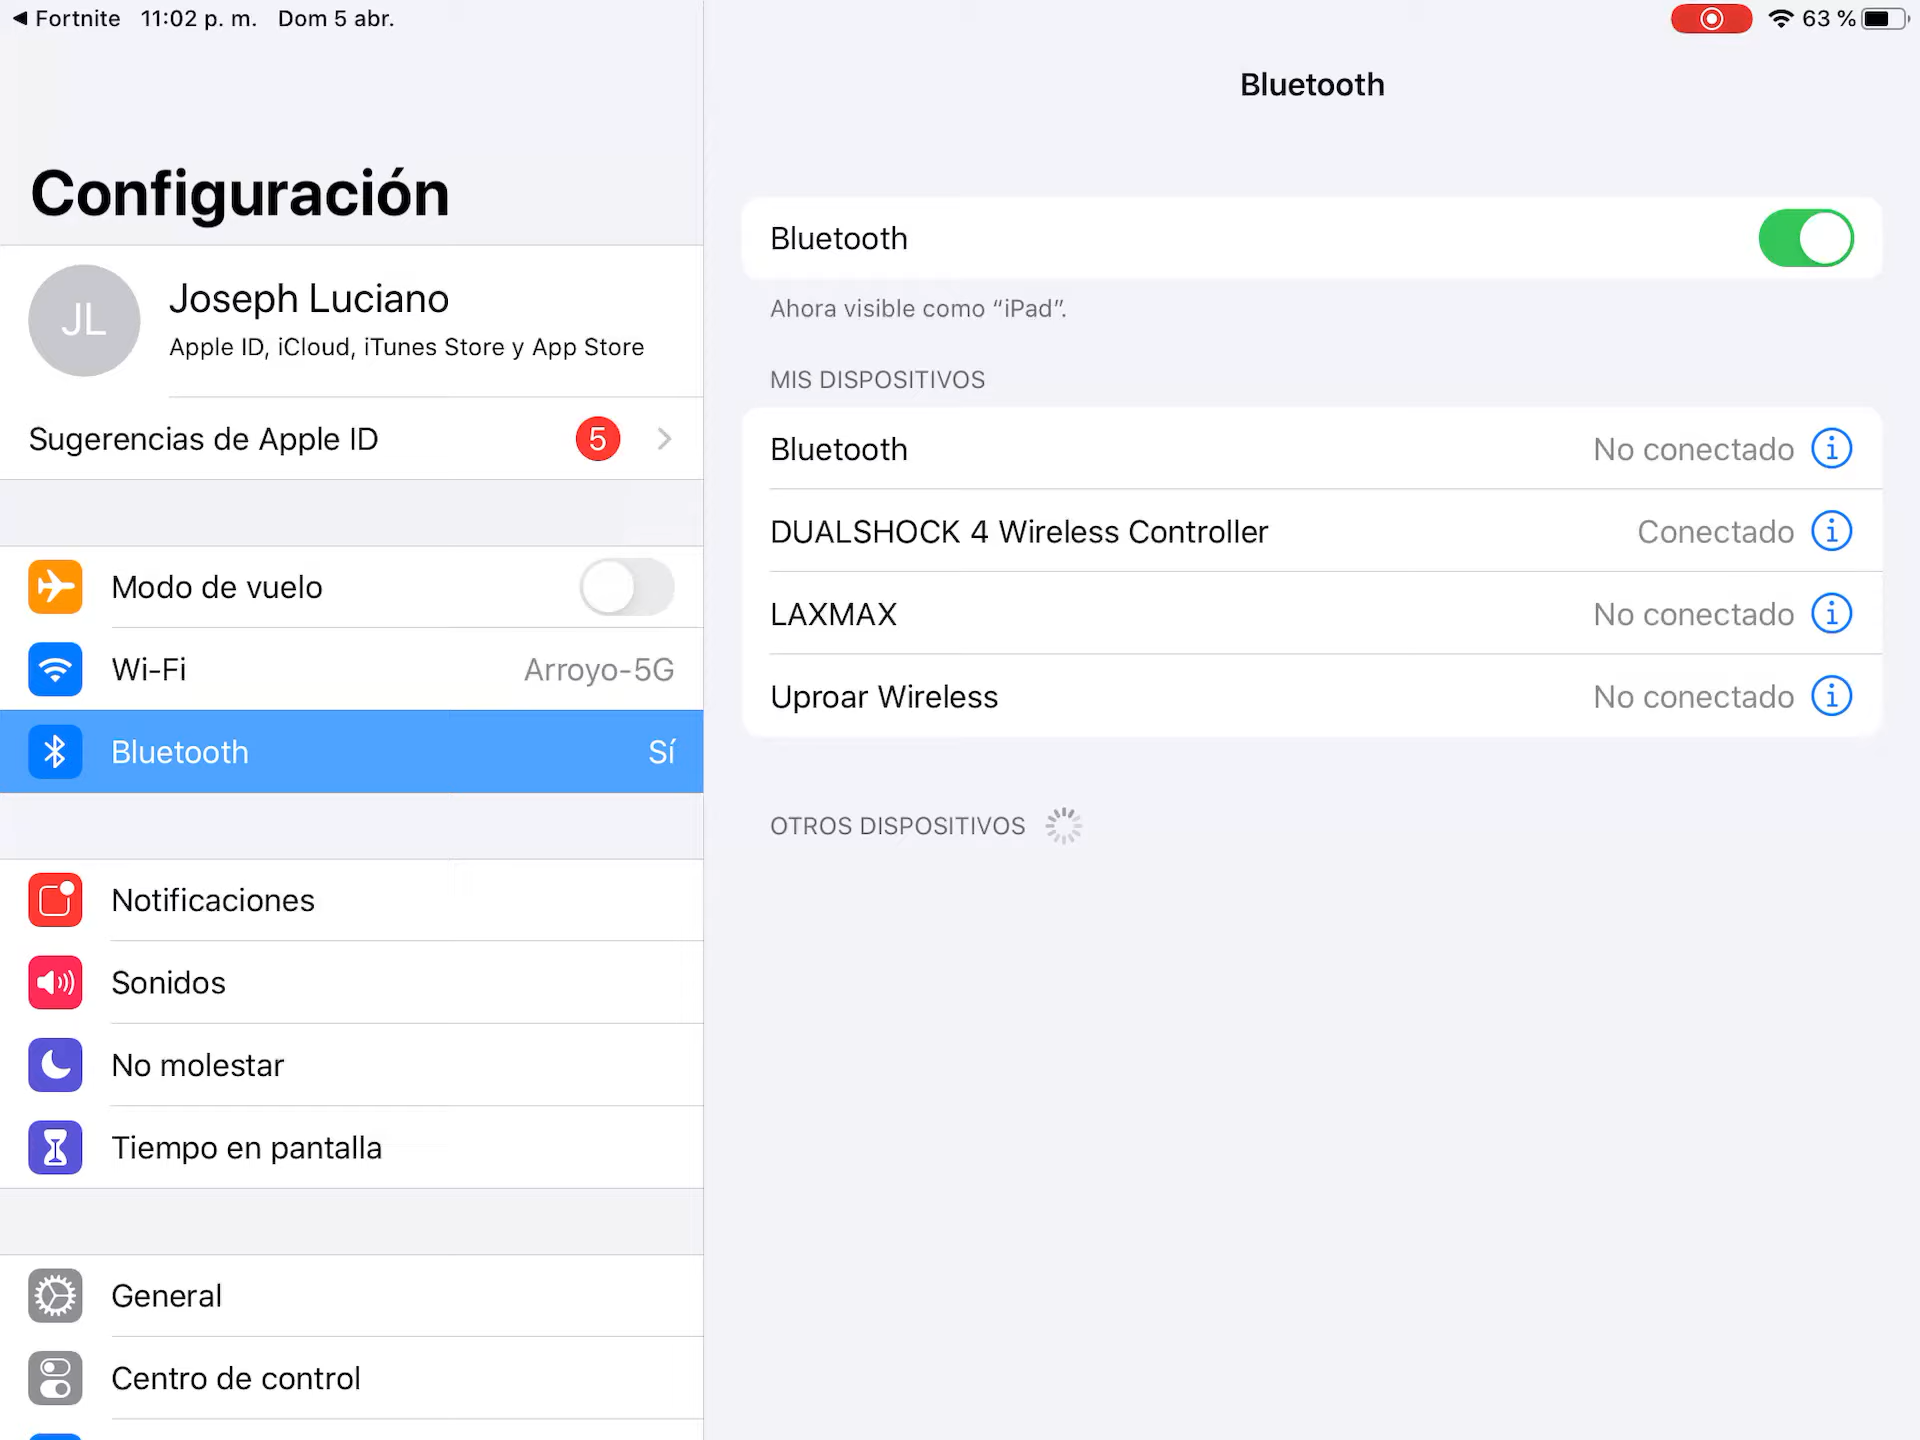 ◀ Fortnite 11:02 p. m. Dom 5 abr.
63 %
Configuración
JL
Joseph Luciano
Apple ID, iCloud, iTunes Store y App Store
Sugerencias de Apple ID 5
Modo de vuelo
Wi-Fi Arroyo-5G
Bluetooth Sí
Notificaciones
Sonidos
No molestar
Tiempo en pantalla
General
Centro de control
Bluetooth
Bluetooth
Ahora visible como “iPad”.
MIS DISPOSITIVOS
Bluetooth No conectado
DUALSHOCK 4 Wireless Controller Conectado
LAXMAX No conectado
Uproar Wireless No conectado
OTROS DISPOSITIVOS